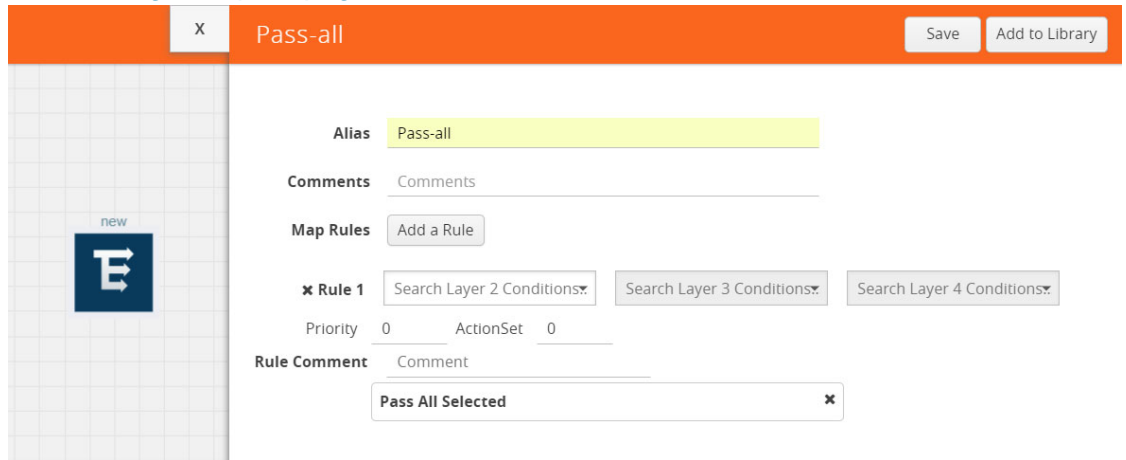 X
Pass-all
Save
Add to Library
Alias
Pass-all
Comments
Comments
new
Map Rules
Add a Rule
✖ Rule 1
Search Layer 2 Conditions...
Search Layer 3 Conditions...
Search Layer 4 Conditions...
Priority 0 ActionSet 0
Rule Comment
Comment
Pass All Selected ✖